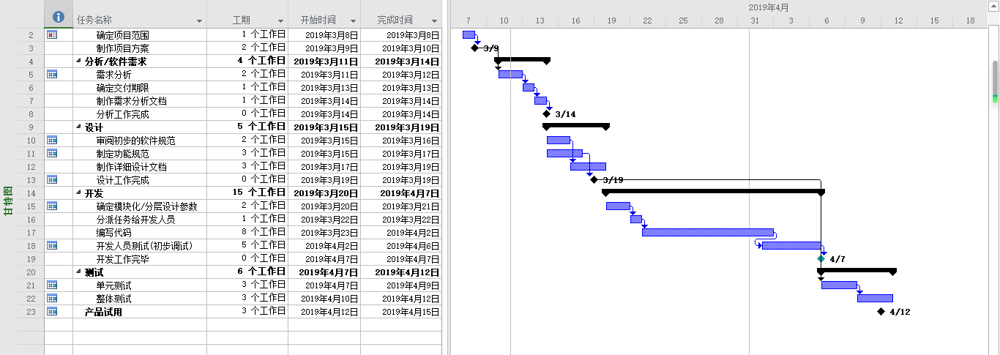 2019年4月
任务名称 工期 开始时间 完成时间 7 10 13 16 19 22 25 28 31 3 6 9 12 15 18
2 确定项目范围 1 个工作日 2019年3月8日 2019年3月8日
3 制作项目方案 2 个工作日 2019年3月9日 2019年3月10日 3/9
4 分析/软件需求 4 个工作日 2019年3月11日 2019年3月14日
5 需求分析 2 个工作日 2019年3月11日 2019年3月12日
6 确定交付期限 1 个工作日 2019年3月13日 2019年3月13日
7 制作需求分析文档 1 个工作日 2019年3月14日 2019年3月14日
8 分析工作完成 0 个工作日 2019年3月14日 2019年3月14日 3/14
9 设计 5 个工作日 2019年3月15日 2019年3月19日
10 审阅初步的软件规范 2 个工作日 2019年3月15日 2019年3月16日
11 制定功能规范 3 个工作日 2019年3月15日 2019年3月17日
12 制作详细设计文档 3 个工作日 2019年3月17日 2019年3月19日
13 设计工作完成 0 个工作日 2019年3月19日 2019年3月19日 3/19
14 开发 15 个工作日 2019年3月20日 2019年4月7日
15 确定模块化/分层设计参数 2 个工作日 2019年3月20日 2019年3月21日
16 分派任务给开发人员 1 个工作日 2019年3月22日 2019年3月22日
17 编写代码 8 个工作日 2019年3月23日 2019年4月2日
18 开发人员测试(初步调试) 5 个工作日 2019年4月2日 2019年4月6日
19 开发工作完毕 0 个工作日 2019年4月7日 2019年4月7日 4/7
20 测试 6 个工作日 2019年4月7日 2019年4月12日
21 单元测试 3 个工作日 2019年4月7日 2019年4月9日
22 整体测试 3 个工作日 2019年4月10日 2019年4月12日
23 产品试用 3 个工作日 2019年4月12日 2019年4月15日 4/12
甘特图